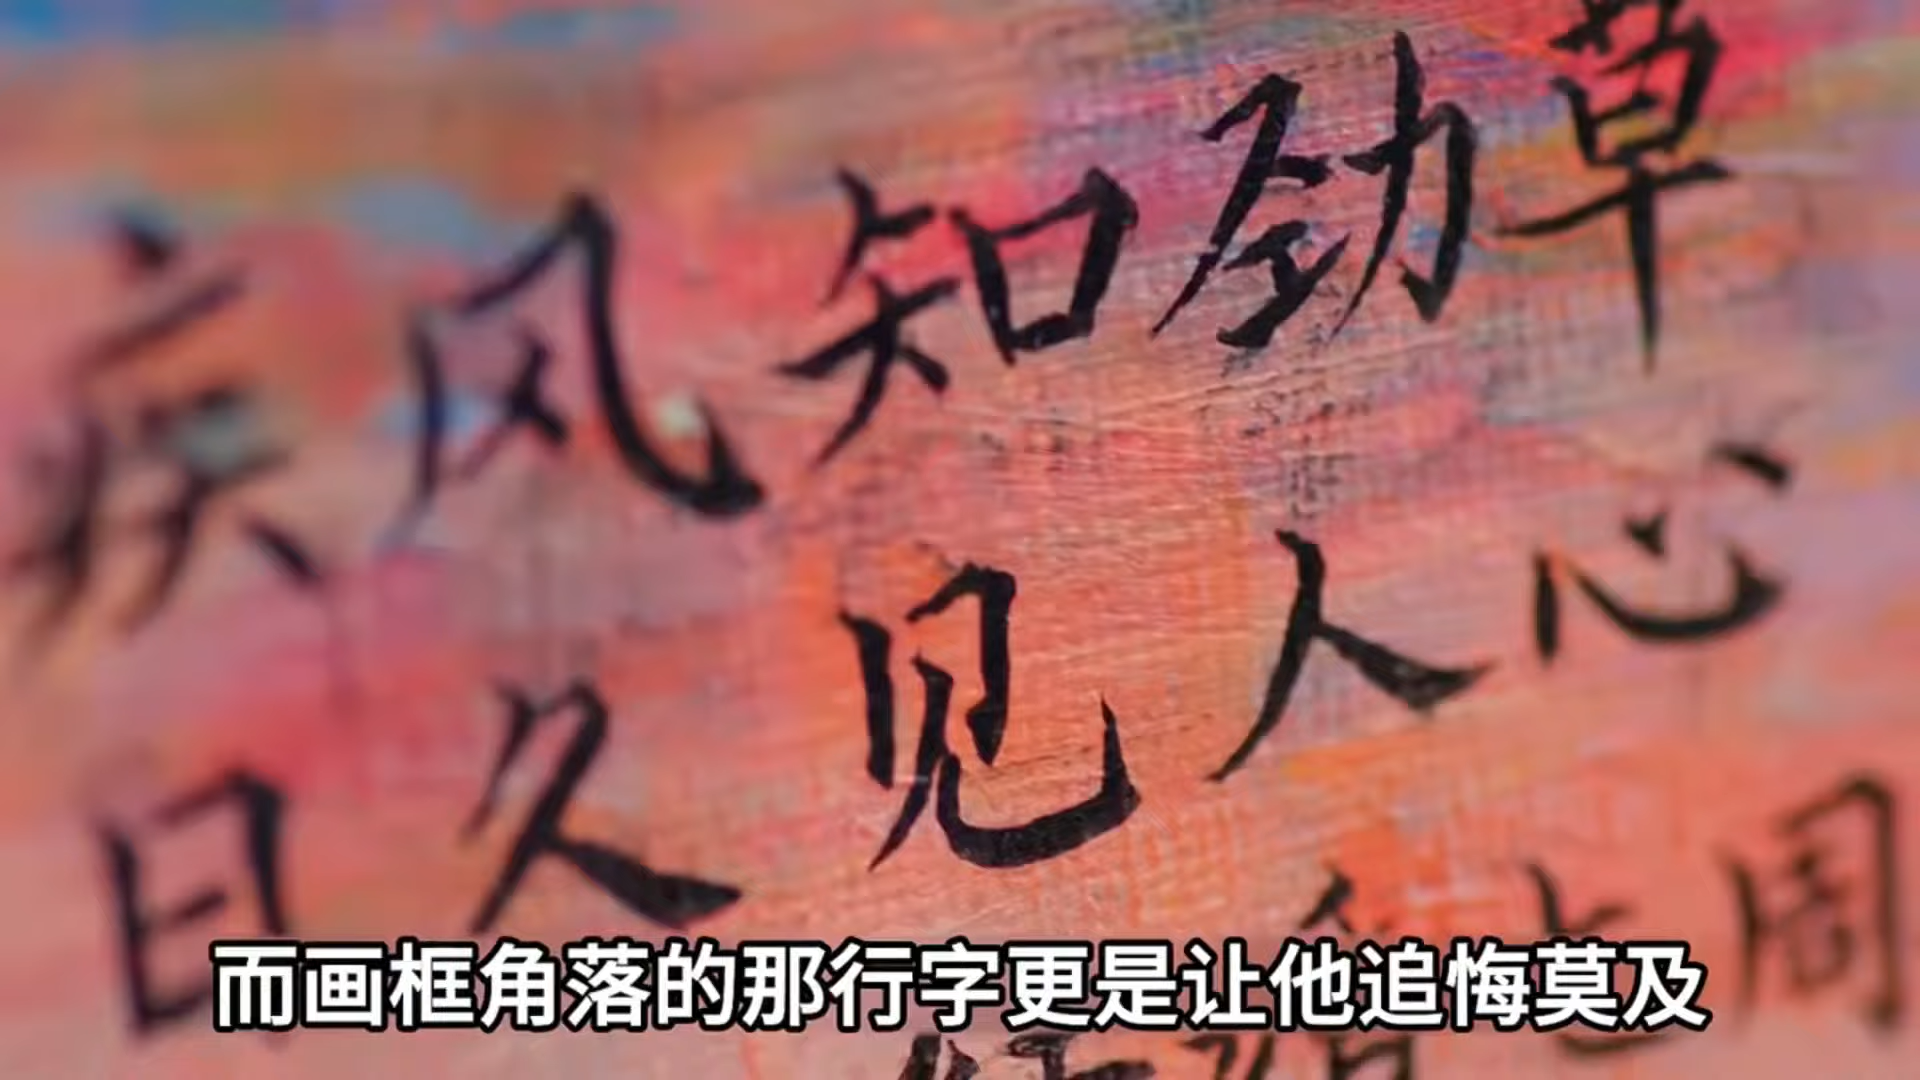 疾风知劲草
日久见人心
而画框角落的那行字更是让他追悔莫及